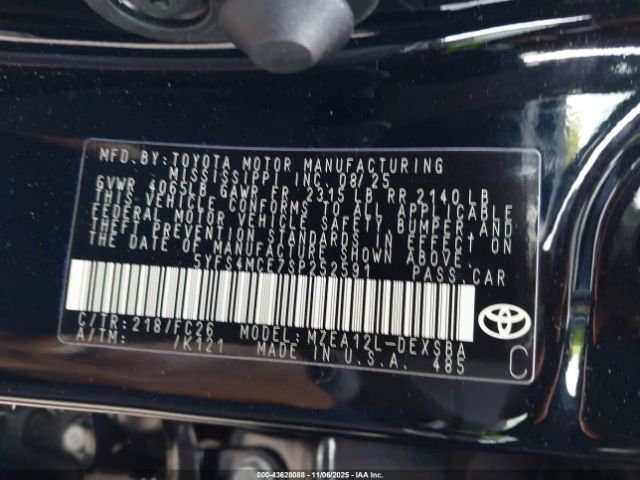 MFD. BY: TOYOTA MOTOR MANUFACTURING
MISSISSIPPI, INC. 08/25
GVWR 4065LB GAWR FR 2315 LB RR 2140 LB
THIS VEHICLE CONFORMS TO ALL APPLICABLE
FEDERAL MOTOR VEHICLE SAFETY BUMPER, AND
THEFT PREVENTION STANDARDS IN EFFECT ON
THE DATE OF MANUFACTURE SHOWN ABOVE.
5YFS4MCE7SP252591 PASS.CAR
C/TR: 218/FC26 MODEL: MZEA12L-DEXSBA
A/TM: /K121 MADE IN U.S.A. 485
C
000-43628088 - 11/06/2025 - IAAI.COM